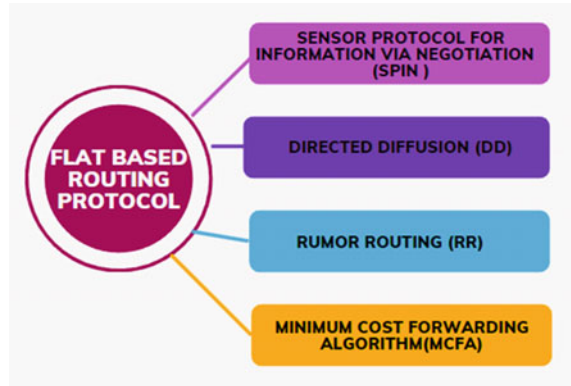 FLAT BASED
ROUTING
PROTOCOL
SENSOR PROTOCOL FOR
INFORMATION VIA NEGOTIATION
(SPIN )
DIRECTED DIFFUSION (DD)
RUMOR ROUTING (RR)
MINIMUM COST FORWARDING
ALGORITHM(MCFA)